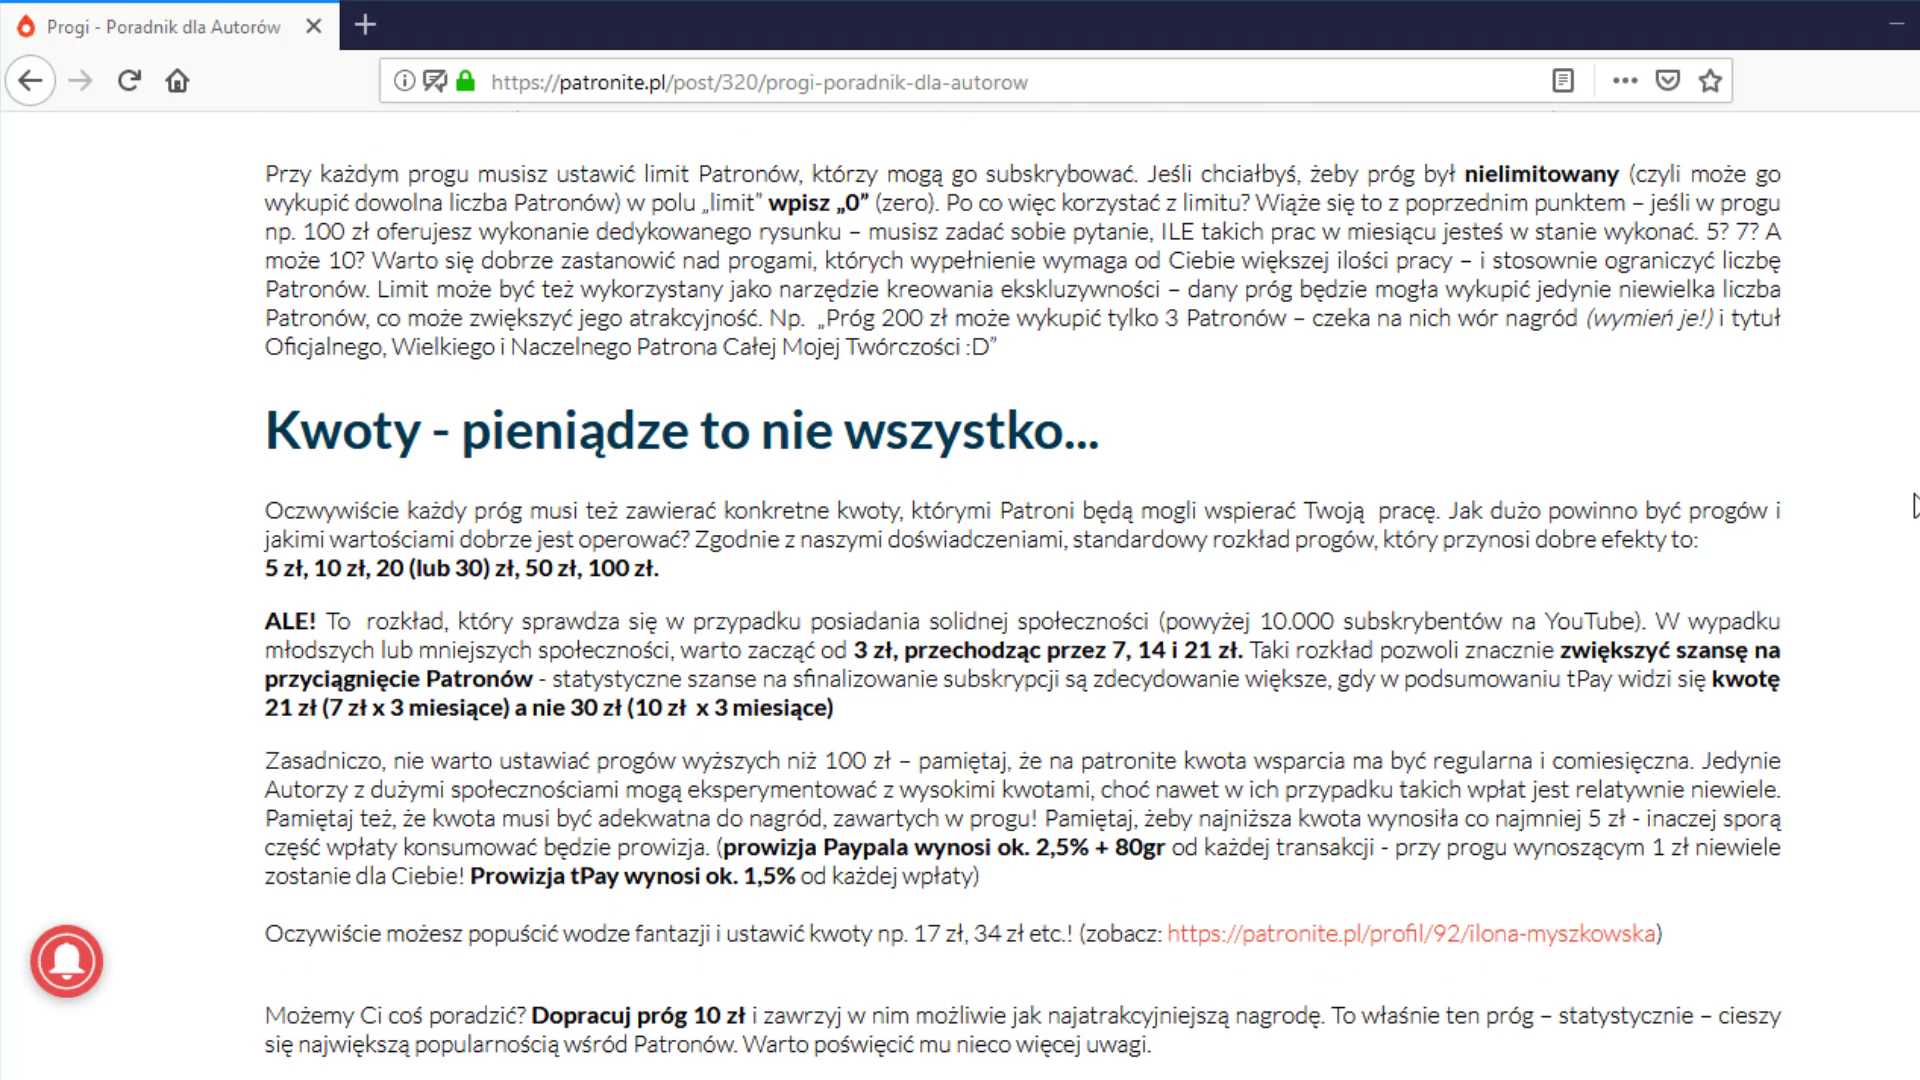 Progi - Poradnik dla Autorów
https://patronite.pl/post/320/progi-poradnik-dla-autorow
Przy każdym progu musisz ustawić limit Patronów, którzy mogą go subskrybować. Jeśli chciałbyś, żeby próg był nielimitowany (czyli może go
wykupić dowolna liczba Patronów) w polu „limit” wpisz „0” (zero). Po co więc korzystać z limitu? Wiąże się to z poprzednim punktem – jeśli w progu
np. 100 zł oferujesz wykonanie dedykowanego rysunku – musisz zadać sobie pytanie, ILE takich prac w miesiącu jesteś w stanie wykonać. 5? 7? A
może 10? Warto się dobrze zastanowić nad progami, których wypełnienie wymaga od Ciebie większej ilości pracy – i stosownie ograniczyć liczbę
Patronów. Limit może być też wykorzystany jako narzędzie kreowania ekskluzywności – dany próg będzie mogła wykupić jedynie niewielka liczba
Patronów, co może zwiększyć jego atrakcyjność. Np. „Próg 200 zł może wykupić tylko 3 Patronów – czeka na nich wór nagród (wymień je!) i tytuł
Oficjalnego, Wielkiego i Naczelnego Patrona Całej Mojej Twórczości :D”
Kwoty - pieniądze to nie wszystko...
Oczwywiście każdy próg musi też zawierać konkretne kwoty, którymi Patroni będą mogli wspierać Twoją pracę. Jak dużo powinno być progów i
jakimi wartościami dobrze jest operować? Zgodnie z naszymi doświadczeniami, standardowy rozkład progów, który przynosi dobre efekty to:
5 zł, 10 zł, 20 (lub 30) zł, 50 zł, 100 zł.
ALE! To rozkład, który sprawdza się w przypadku posiadania solidnej społeczności (powyżej 10.000 subskrybentów na YouTube). W wypadku
młodszych lub mniejszych społeczności, warto zacząć od 3 zł, przechodząc przez 7, 14 i 21 zł. Taki rozkład pozwoli znacznie zwiększyć szansę na
przyciągnięcie Patronów - statystyczne szanse na sfinalizowanie subskrypcji są zdecydowanie większe, gdy w podsumowaniu tPay widzi się kwotę
21 zł (7 zł x 3 miesiące) a nie 30 zł (10 zł x 3 miesiące)
Zasadniczo, nie warto ustawiać progów wyższych niż 100 zł – pamiętaj, że na patronite kwota wsparcia ma być regularna i comiesięczna. Jedynie
Autorzy z dużymi społecznościami mogą eksperymentować z wysokimi kwotami, choć nawet w ich przypadku takich wpłat jest relatywnie niewiele.
Pamiętaj też, że kwota musi być adekwatna do nagród, zawartych w progu! Pamiętaj, żeby najniższa kwota wynosiła co najmniej 5 zł - inaczej sporą
część wpłaty konsumować będzie prowizja. (prowizja Paypala wynosi ok. 2,5% + 80gr od każdej transakcji - przy progu wynoszącym 1 zł niewiele
zostanie dla Ciebie! Prowizja tPay wynosi ok. 1,5% od każdej wpłaty)
Oczywiście możesz popuścić wodze fantazji i ustawić kwoty np. 17 zł, 34 zł etc.! (zobacz: https://patronite.pl/profil/92/ilona-myszkowska)
Możemy Ci coś poradzić? Dopracuj próg 10 zł i zawrzyj w nim możliwie jak najatrakcyjniejszą nagrodę. To właśnie ten próg – statystycznie – cieszy
się największą popularnością wśród Patronów. Warto poświęcić mu nieco więcej uwagi.